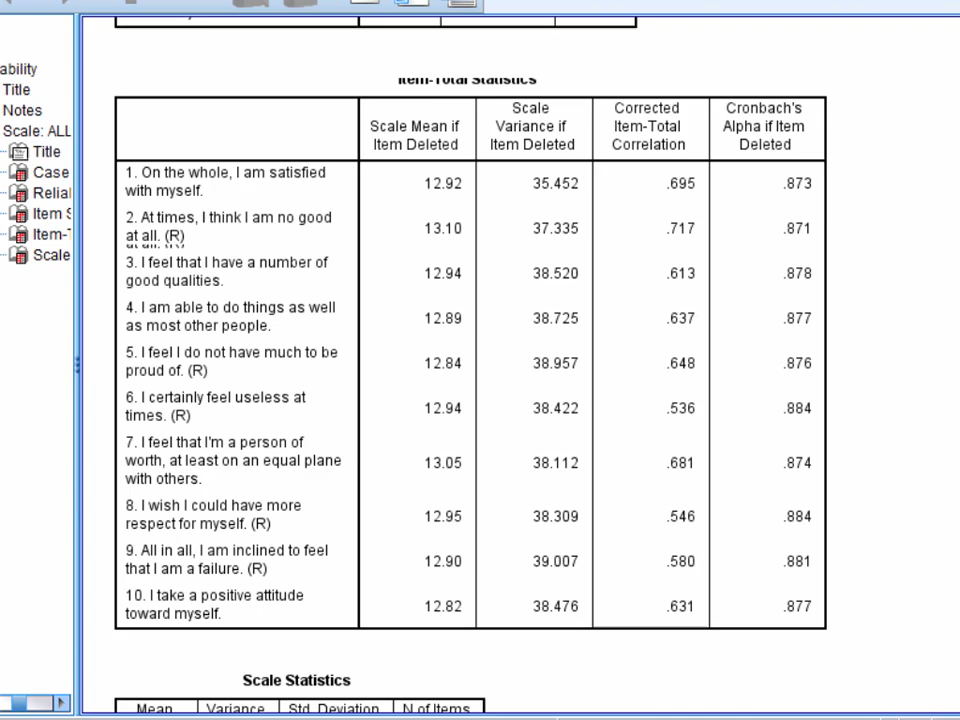 ability
Title
Notes
Scale: ALL
Title
Case
Relial
Item S
Item-T
Scale
Item-Total Statistics
Scale Mean if Item Deleted
Scale Variance if Item Deleted
Corrected Item-Total Correlation
Cronbach's Alpha if Item Deleted
1. On the whole, I am satisfied with myself. 12.92 35.452 .695 .873
2. At times, I think I am no good at all. (R) 13.10 37.335 .717 .871
3. I feel that I have a number of good qualities. 12.94 38.520 .613 .878
4. I am able to do things as well as most other people. 12.89 38.725 .637 .877
5. I feel I do not have much to be proud of. (R) 12.84 38.957 .648 .876
6. I certainly feel useless at times. (R) 12.94 38.422 .536 .884
7. I feel that I'm a person of worth, at least on an equal plane with others. 13.05 38.112 .681 .874
8. I wish I could have more respect for myself. (R) 12.95 38.309 .546 .884
9. All in all, I am inclined to feel that I am a failure. (R) 12.90 39.007 .580 .881
10. I take a positive attitude toward myself. 12.82 38.476 .631 .877
Scale Statistics
Mean Variance Std. Deviation N of Items